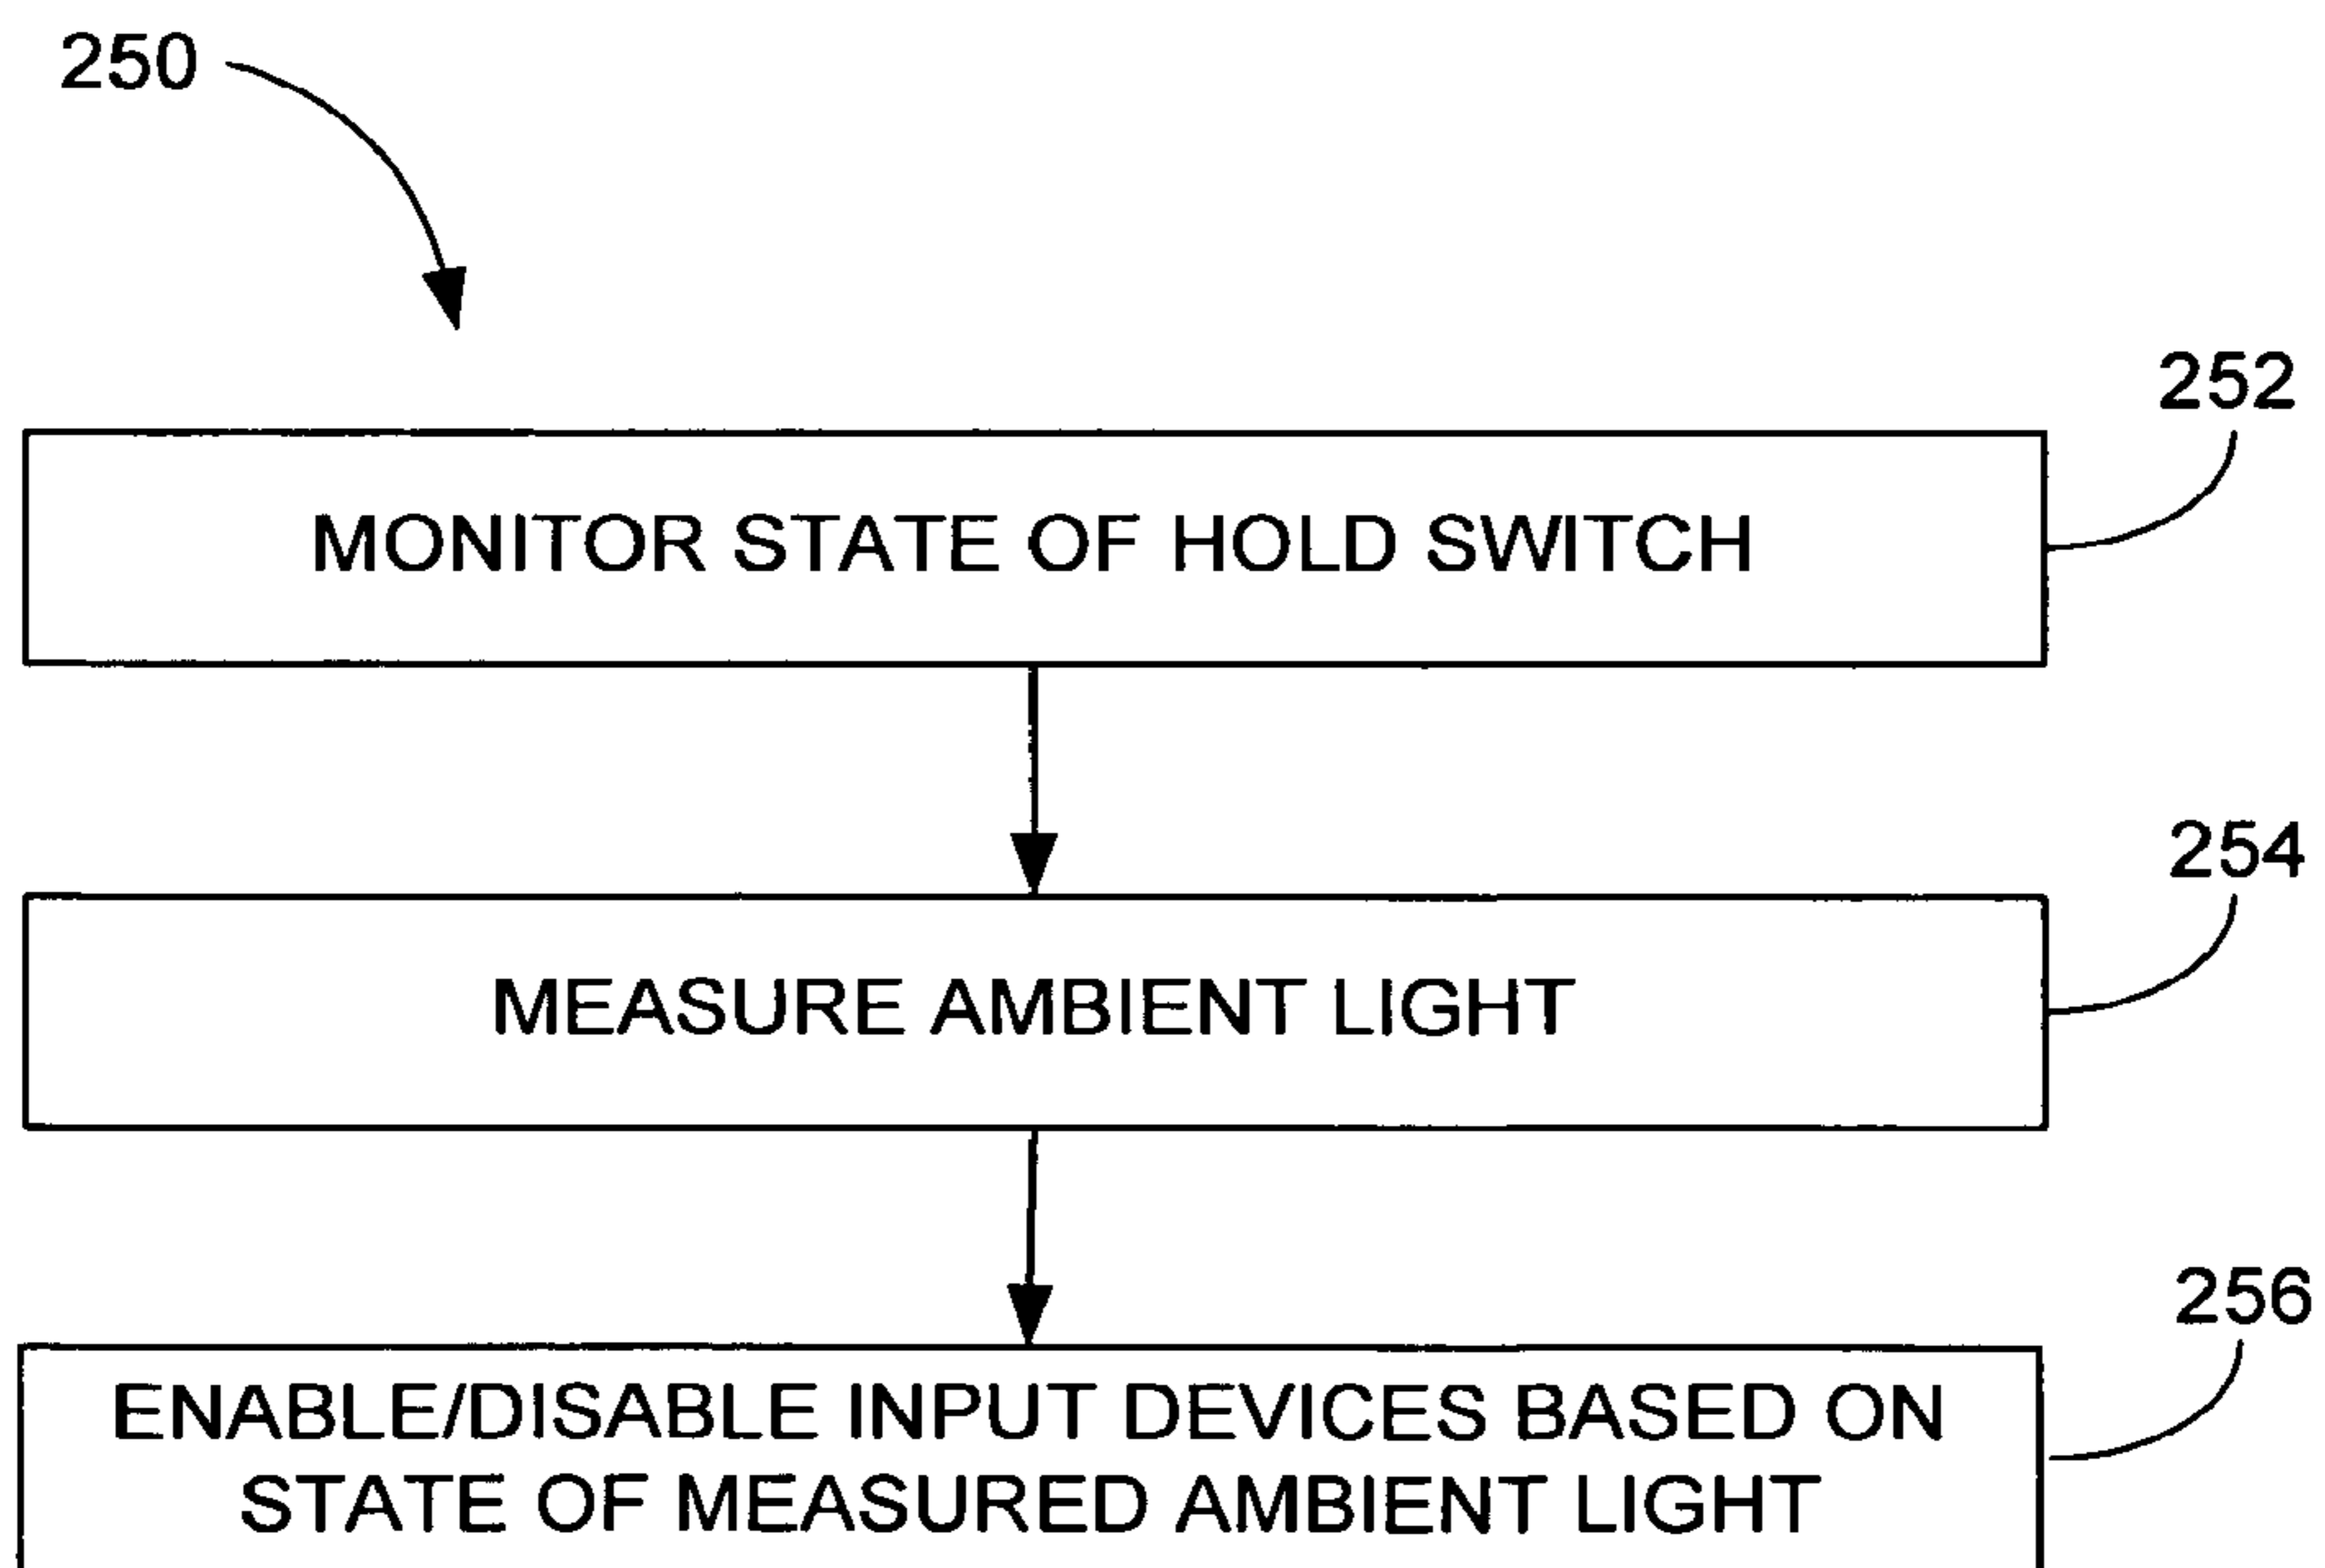 250
252
MONITOR STATE OF HOLD SWITCH
254
MEASURE AMBIENT LIGHT
256
ENABLE/DISABLE INPUT DEVICES BASED ON
STATE OF MEASURED AMBIENT LIGHT